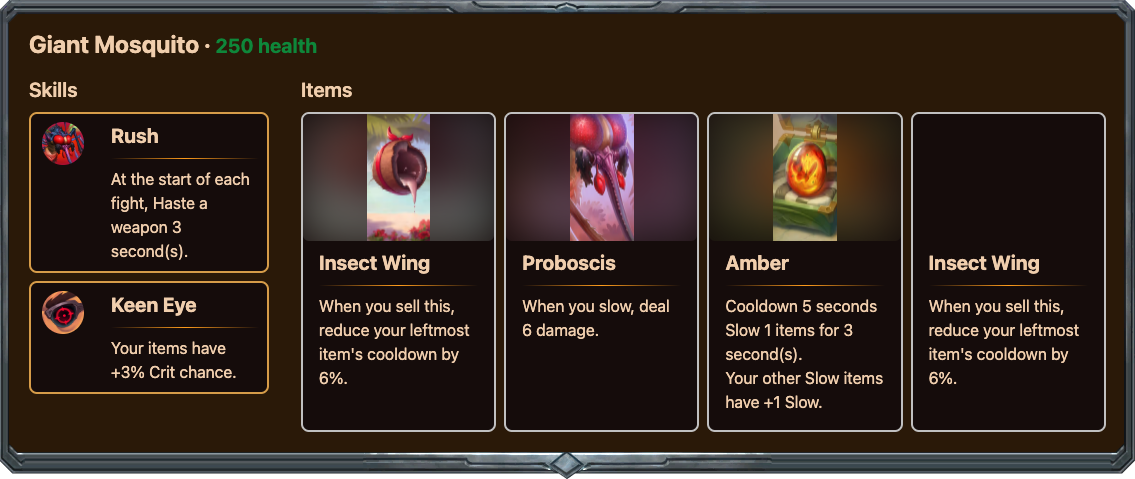 Giant Mosquito · 250 health
Skills
Rush
At the start of each
fight, Haste a
weapon 3
second(s).
Keen Eye
Your items have
+3% Crit chance.
Items
Insect Wing
When you sell this,
reduce your leftmost
item's cooldown by
6%.
Proboscis
When you slow, deal
6 damage.
Amber
Cooldown 5 seconds
Slow 1 items for 3
second(s).
Your other Slow items
have +1 Slow.
Insect Wing
When you sell this,
reduce your leftmost
item's cooldown by
6%.